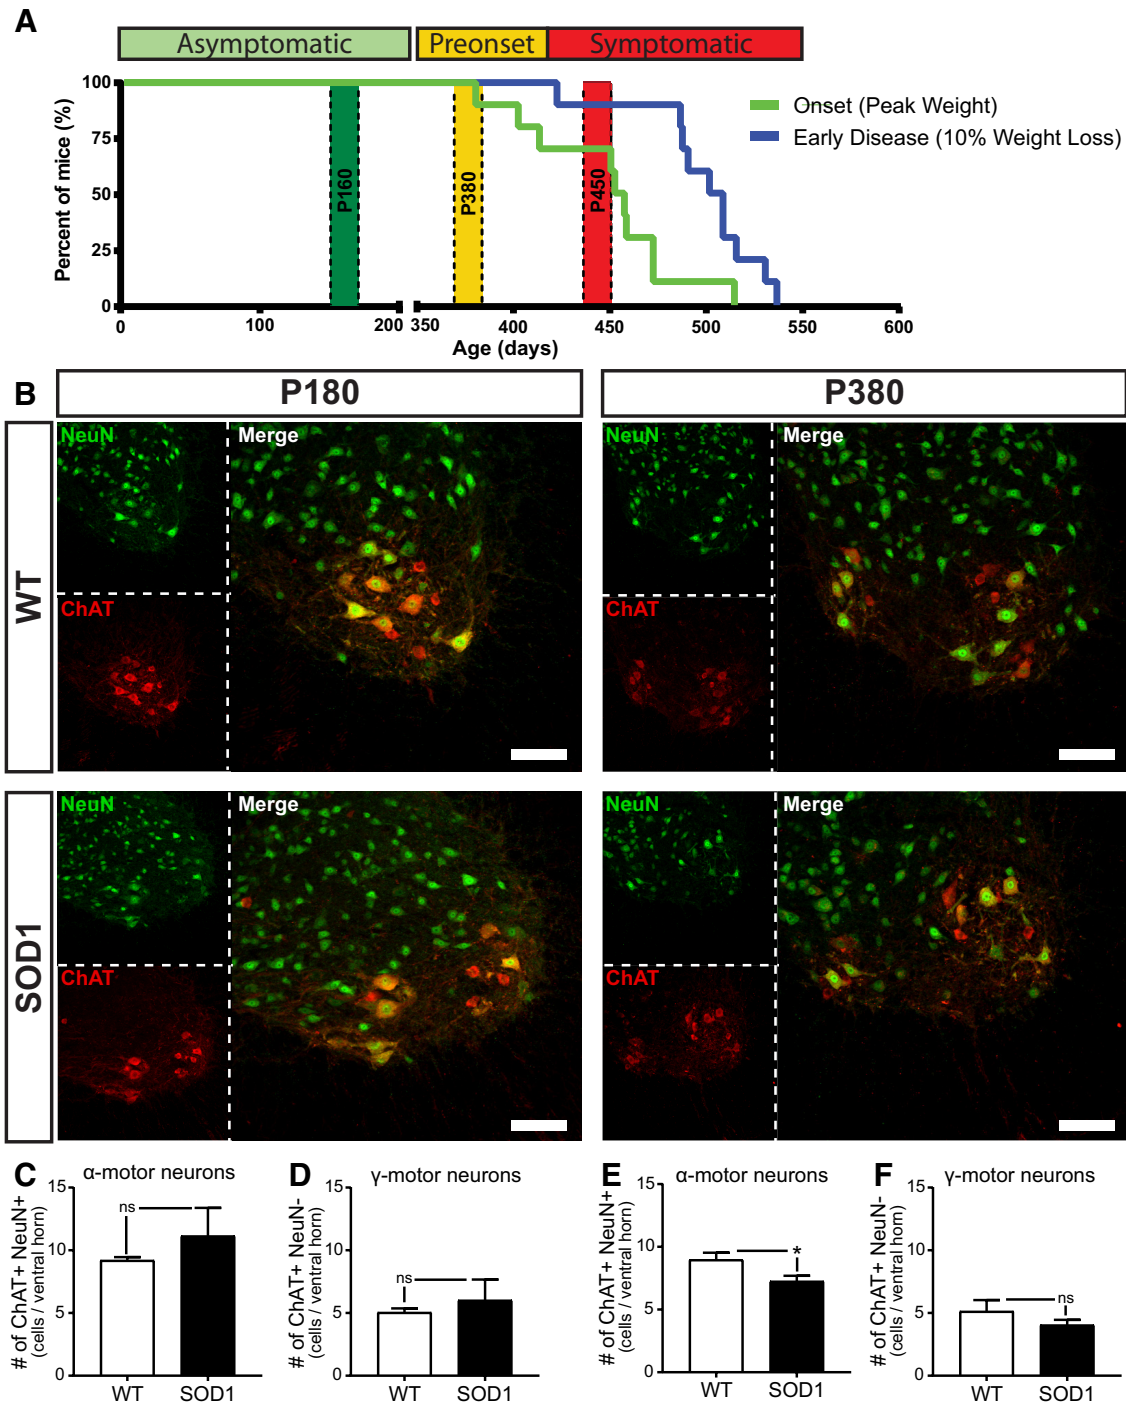 A
Asymptomatic
Preonset
Symptomatic
Percent of mice (%)
100
75
50
25
0
P160
P380
P450
Onset (Peak Weight)
Early Disease (10% Weight Loss)
0 100 200 350 400 450 500 550 600
Age (days)
B
P180
P380
WT
NeuN
Merge
ChAT
NeuN
Merge
ChAT
SOD1
NeuN
Merge
ChAT
NeuN
Merge
ChAT
C
α-motor neurons
# of ChAT+ NeuN+
(cells / ventral horn)
15
10
5
0
ns
WT SOD1
D
γ-motor neurons
# of ChAT+ NeuN-
(cells / ventral horn)
15
10
5
0
ns
WT SOD1
E
α-motor neurons
# of ChAT+ NeuN+
(cells / ventral horn)
15
10
5
0
*
WT SOD1
F
γ-motor neurons
# of ChAT+ NeuN-
(cells / ventral horn)
15
10
5
0
ns
WT SOD1